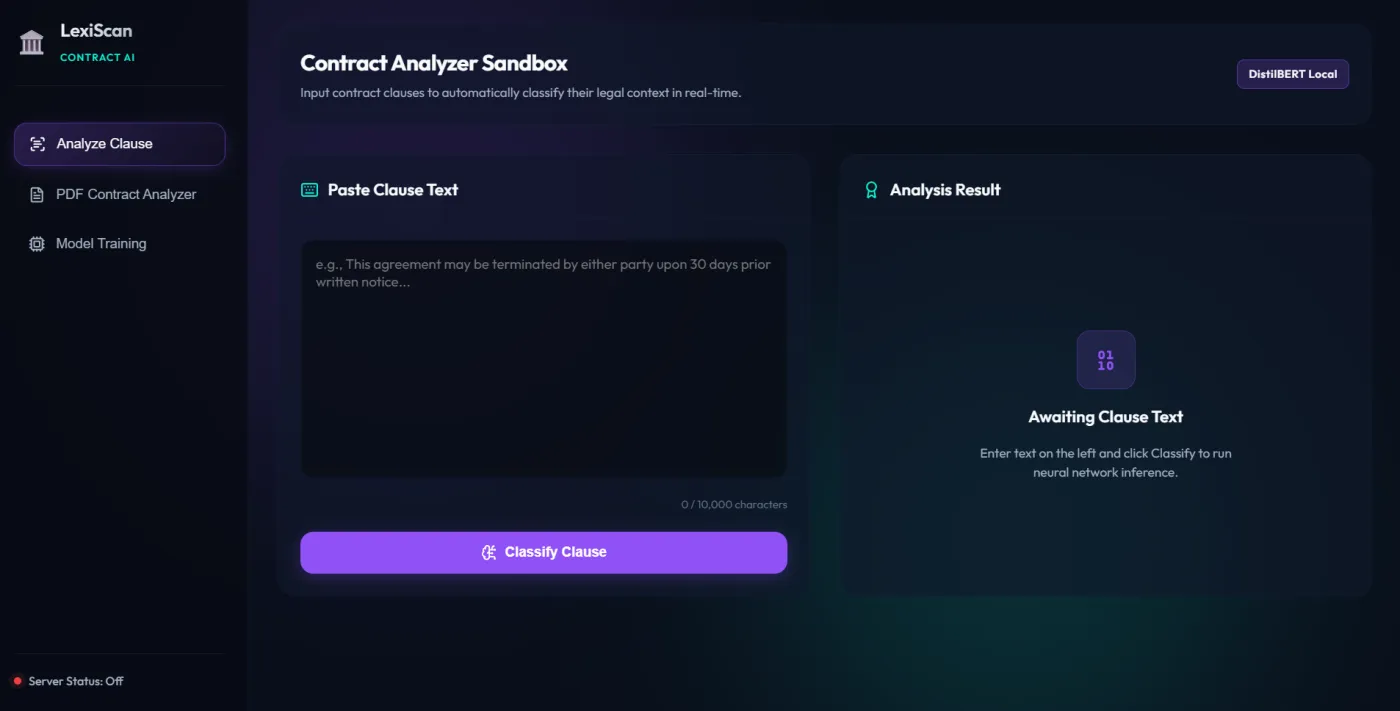 LexiScan
CONTRACT AI
Analyze Clause
PDF Contract Analyzer
Model Training
Server Status: Off
Contract Analyzer Sandbox
Input contract clauses to automatically classify their legal context in real-time.
DistilBERT Local
Paste Clause Text
e.g., This agreement may be terminated by either party upon 30 days prior
written notice...
0 / 10,000 characters
Classify Clause
Analysis Result
01
10
Awaiting Clause Text
Enter text on the left and click Classify to run
neural network inference.